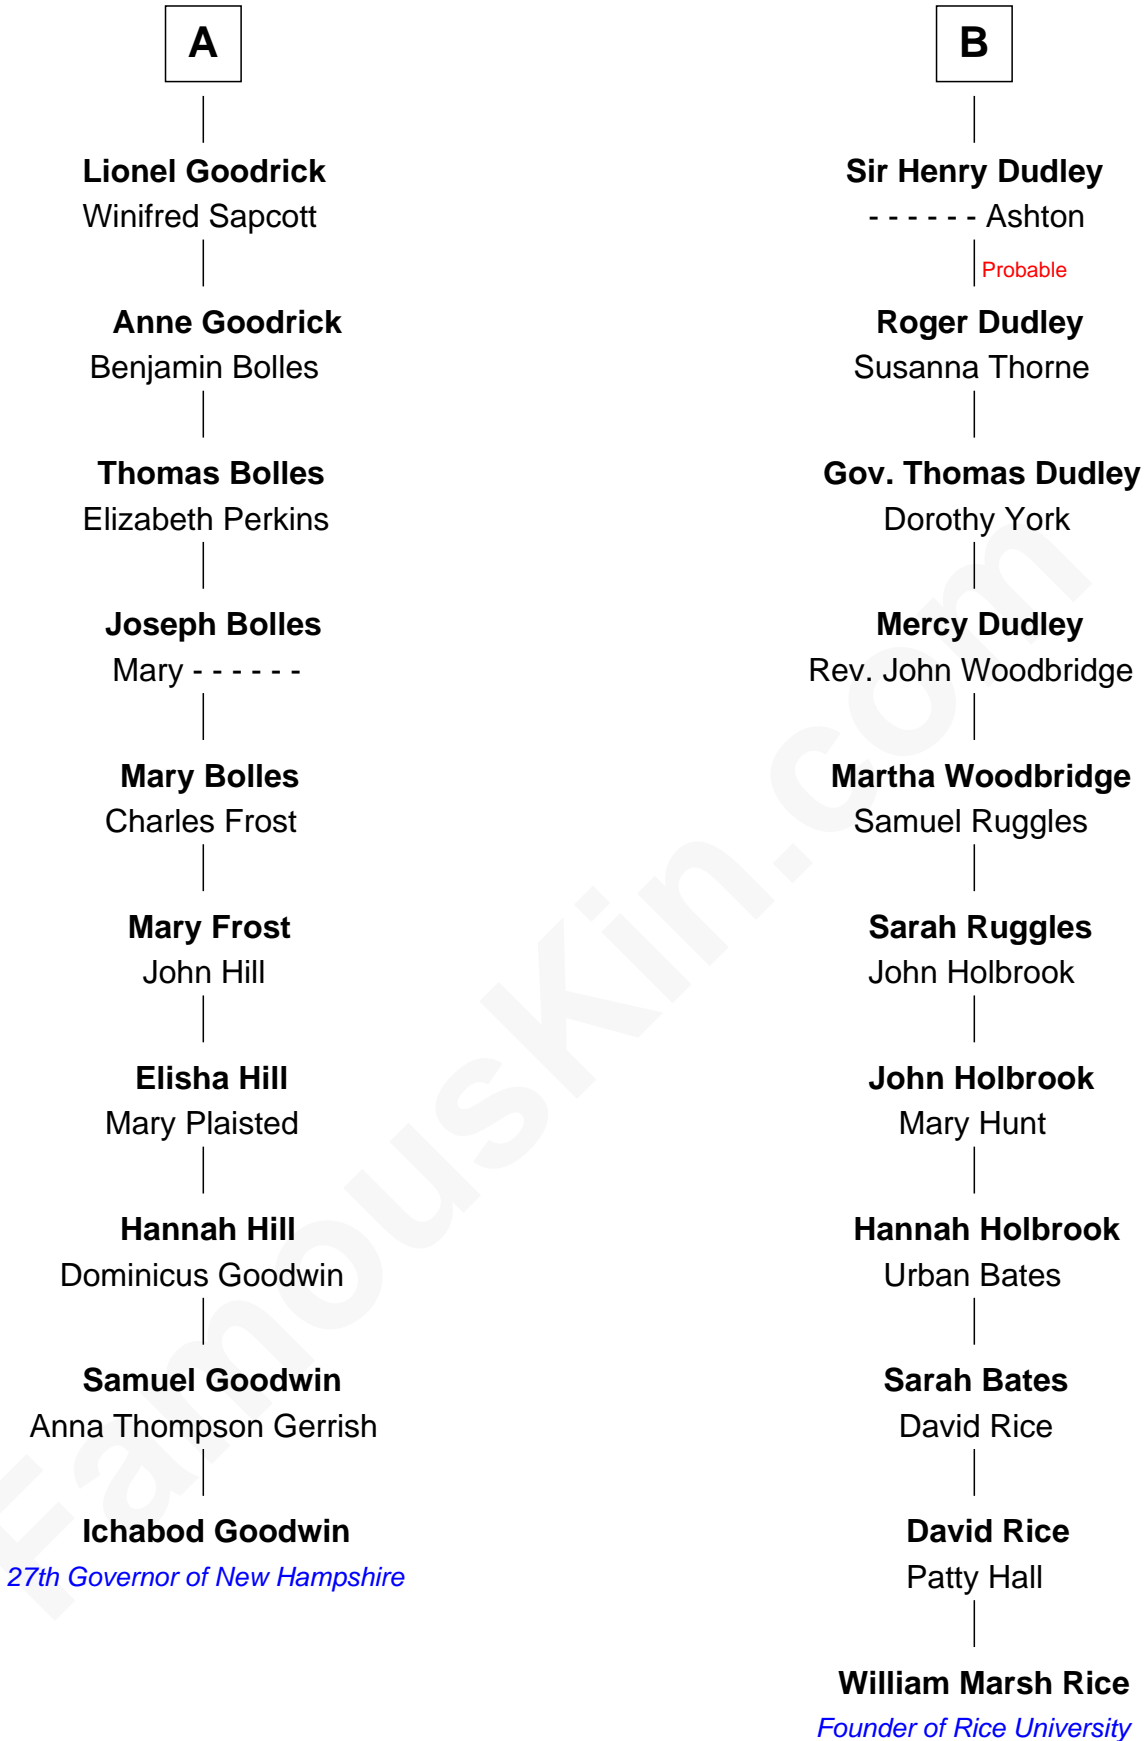 A
Lionel Goodrick
Winifred Sapcott
Anne Goodrick
Benjamin Bolles
Thomas Bolles
Elizabeth Perkins
Joseph Bolles
Mary - - - - - -
Mary Bolles
Charles Frost
Mary Frost
John Hill
Elisha Hill
Mary Plaisted
Hannah Hill
Dominicus Goodwin
Samuel Goodwin
Anna Thompson Gerrish
Ichabod Goodwin
27th Governor of New Hampshire
B
Sir Henry Dudley
- - - - - - Ashton
Probable
Roger Dudley
Susanna Thorne
Gov. Thomas Dudley
Dorothy York
Mercy Dudley
Rev. John Woodbridge
Martha Woodbridge
Samuel Ruggles
Sarah Ruggles
John Holbrook
John Holbrook
Mary Hunt
Hannah Holbrook
Urban Bates
Sarah Bates
David Rice
David Rice
Patty Hall
William Marsh Rice
Founder of Rice University
FamousKin.com